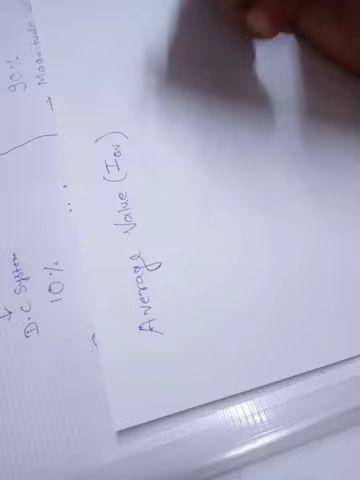 90%
→ Magnitude
↓
D.C System
10%
Average Value (Iav)